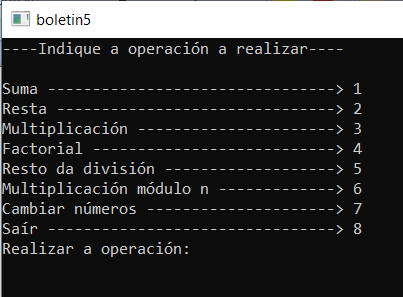 boletin5
----Indique a operación a realizar----
Suma ---------------------------------> 1
Resta --------------------------------> 2
Multiplicación -----------------------> 3
Factorial ----------------------------> 4
Resto da división --------------------> 5
Multiplicación módulo n --------------> 6
Cambiar números ----------------------> 7
Saír ---------------------------------> 8
Realizar a operación: